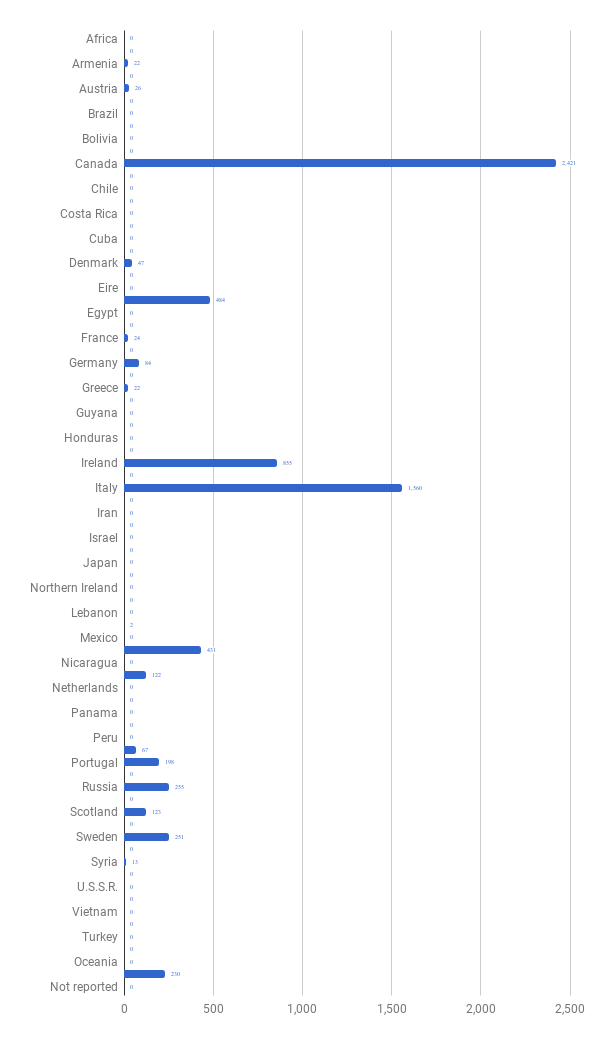 Africa 0
0
Armenia 22
0
Austria 26
0
Brazil 0
0
Bolivia 0
0
Canada 2,421
0
Chile 0
0
Costa Rica 0
0
Cuba 0
0
Denmark 47
0
Eire 0
484
Egypt 0
0
France 24
0
Germany 84
0
Greece 22
0
Guyana 0
0
Honduras 0
0
Ireland 855
0
Italy 1,560
0
Iran 0
0
Israel 0
0
Japan 0
0
Northern Ireland 0
0
Lebanon 0
2
Mexico 0
431
Nicaragua 0
122
Netherlands 0
0
Panama 0
0
Peru 0
67
Portugal 198
0
Russia 255
0
Scotland 123
0
Sweden 251
0
Syria 13
0
U.S.S.R. 0
0
Vietnam 0
0
Turkey 0
0
Oceania 0
230
Not reported 0
0 500 1,000 1,500 2,000 2,500